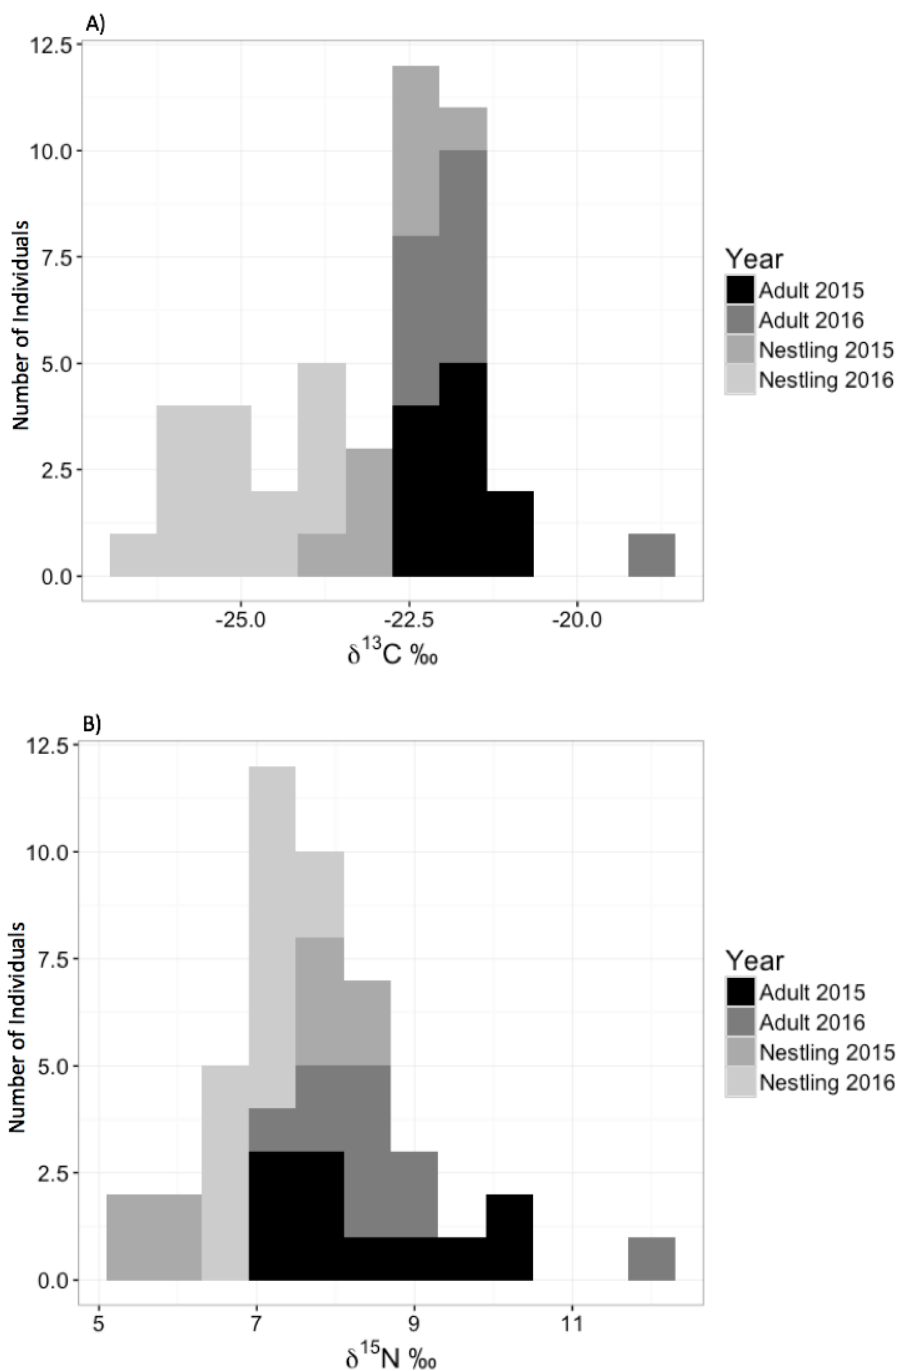 A)
12.5
10.0
7.5
5.0
2.5
0.0
Number of Individuals
-25.0 -22.5 -20.0
δ¹³C ‰
Year
Adult 2015
Adult 2016
Nestling 2015
Nestling 2016
B)
12.5
10.0
7.5
5.0
2.5
0.0
Number of Individuals
5 7 9 11
δ¹⁵N ‰
Year
Adult 2015
Adult 2016
Nestling 2015
Nestling 2016